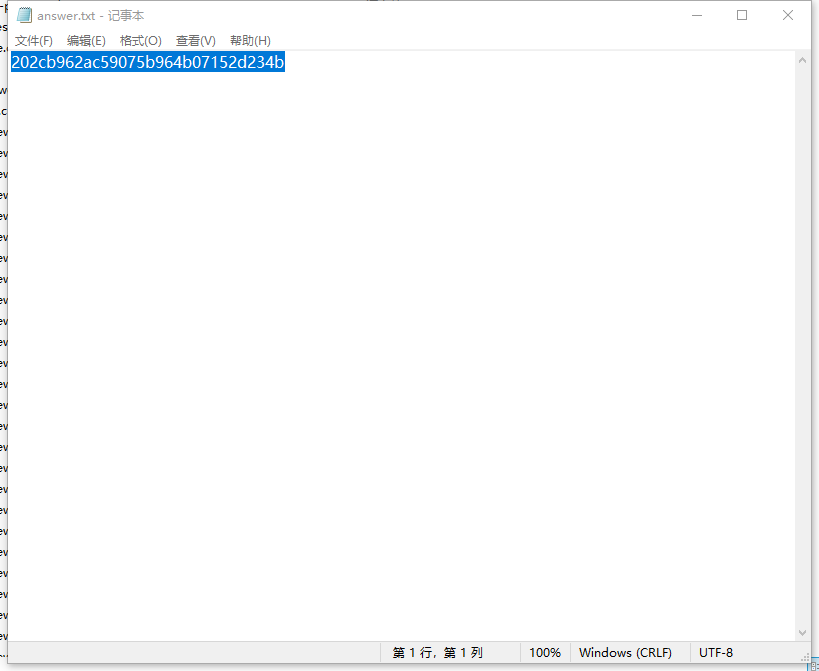 answer.txt - 记事本
文件(F) 编辑(E) 格式(O) 查看(V) 帮助(H)
202cb962ac59075b964b07152d234b
第 1 行，第 1 列 100% Windows (CRLF) UTF-8